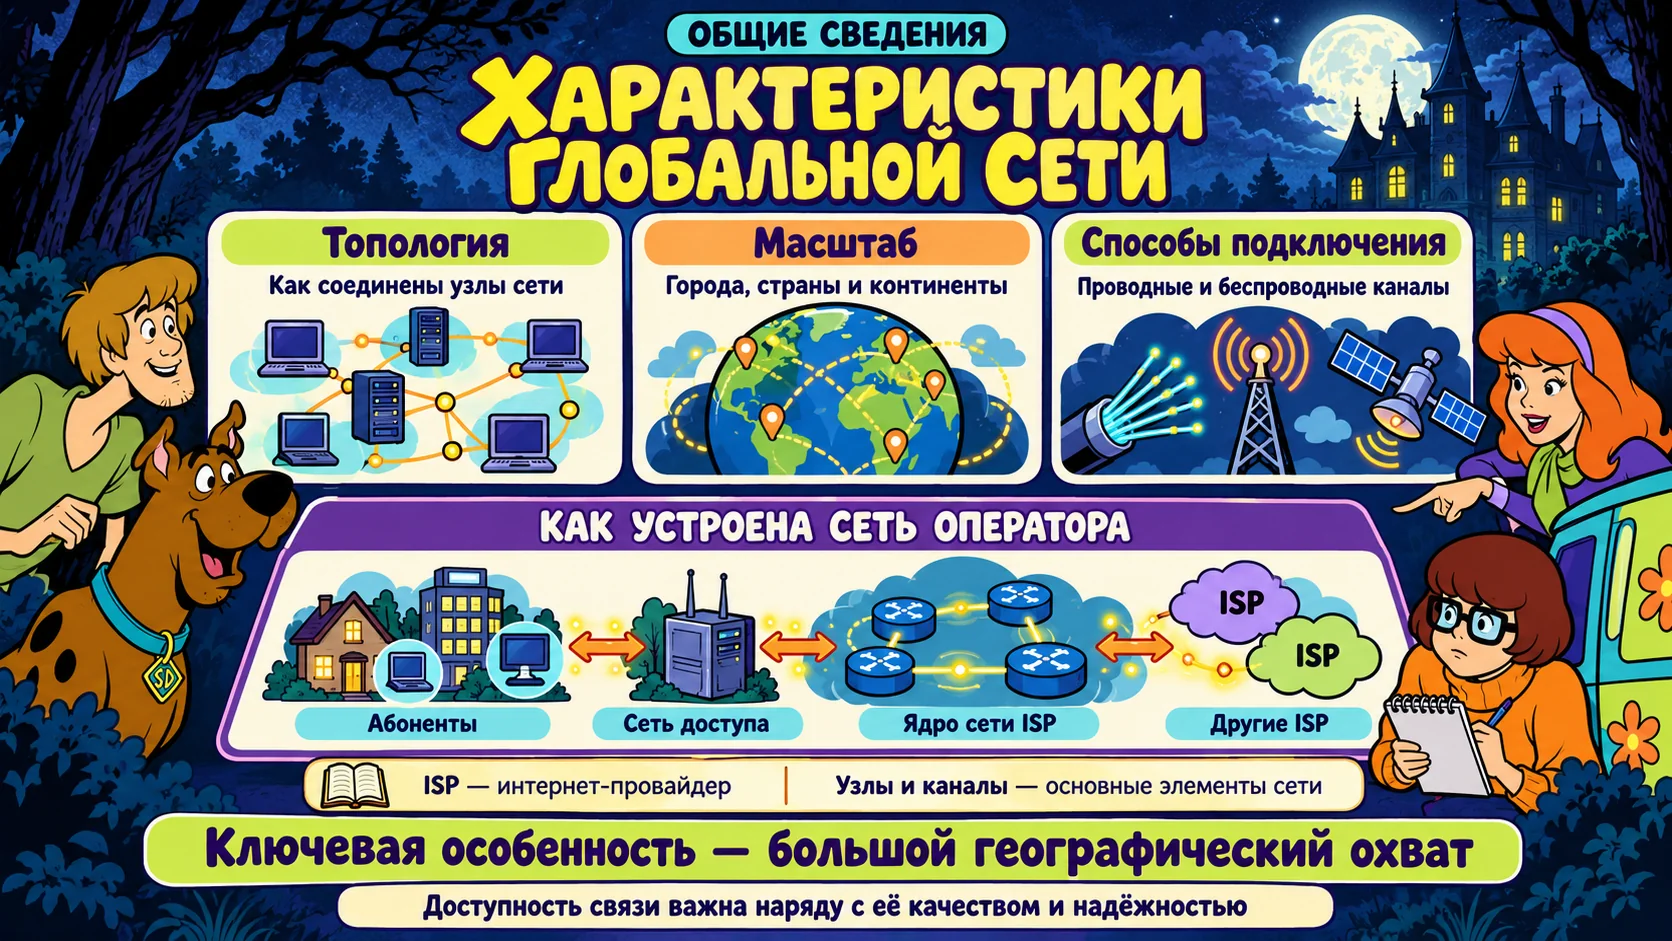 ОБЩИЕ СВЕДЕНИЯ
ХАРАКТЕРИСТИКИ
ГЛОБАЛЬНОЙ СЕТИ
Топология
Как соединены узлы сети
Масштаб
Города, страны и континенты
Способы подключения
Проводные и беспроводные каналы
КАК УСТРОЕНА СЕТЬ ОПЕРАТОРА
ISP
ISP
Абоненты
Сеть доступа
Ядро сети ISP
Другие ISP
SD
ISP — интернет-провайдер
Узлы и каналы — основные элементы сети
Ключевая особенность — большой географический охват
Доступность связи важна наряду с её качеством и надёжностью